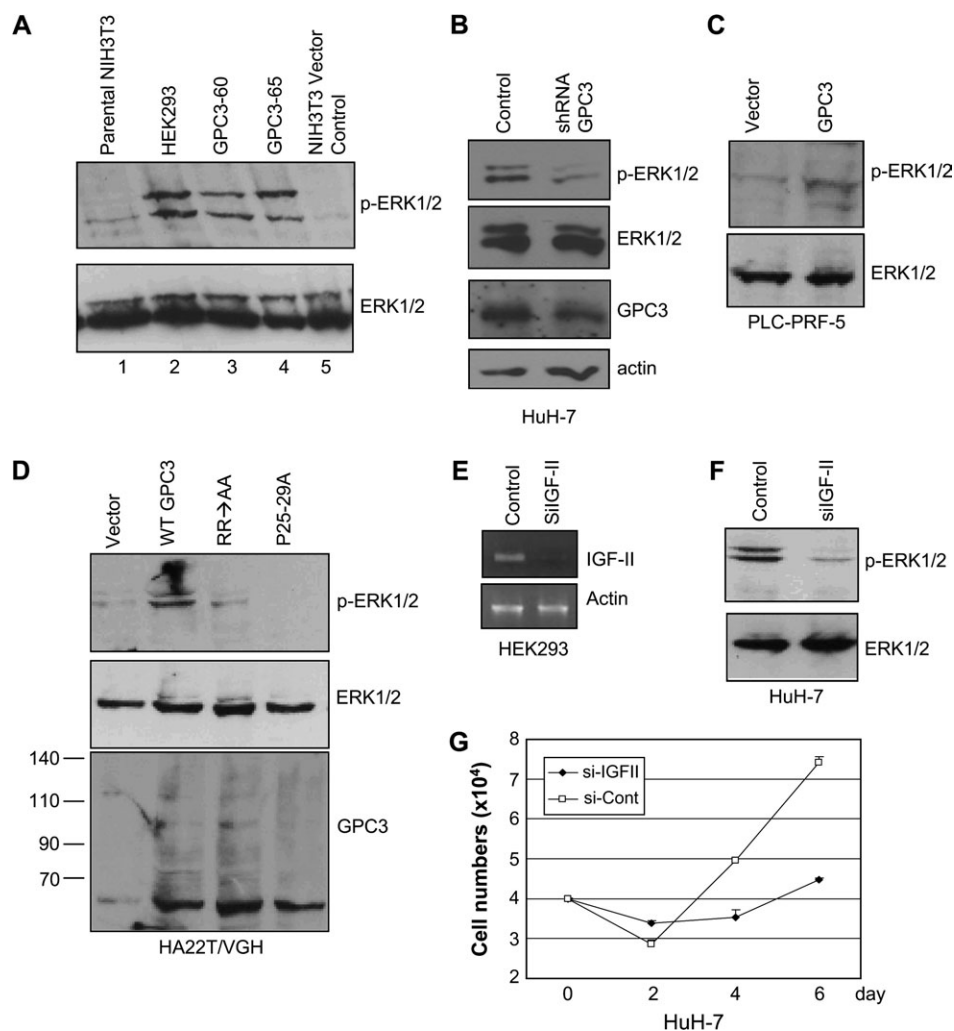 A
Parental NIH3T3
HEK293
GPC3-60
GPC3-65
NIH3T3 Vector
Control
p-ERK1/2
ERK1/2
1 2 3 4 5
B
Control
shRNA
GPC3
p-ERK1/2
ERK1/2
GPC3
actin
HuH-7
C
Vector
GPC3
p-ERK1/2
ERK1/2
PLC-PRF-5
D
Vector
WT GPC3
RR→AA
P25-29A
p-ERK1/2
ERK1/2
140
110
90
70
GPC3
HA22T/VGH
E
Control
SiIGF-II
IGF-II
Actin
HEK293
F
Control
siIGF-II
p-ERK1/2
ERK1/2
HuH-7
G
Cell numbers (x10⁴)
8
7
6
5
4
3
2
si-IGFII
si-Cont
0 2 4 6 day
HuH-7